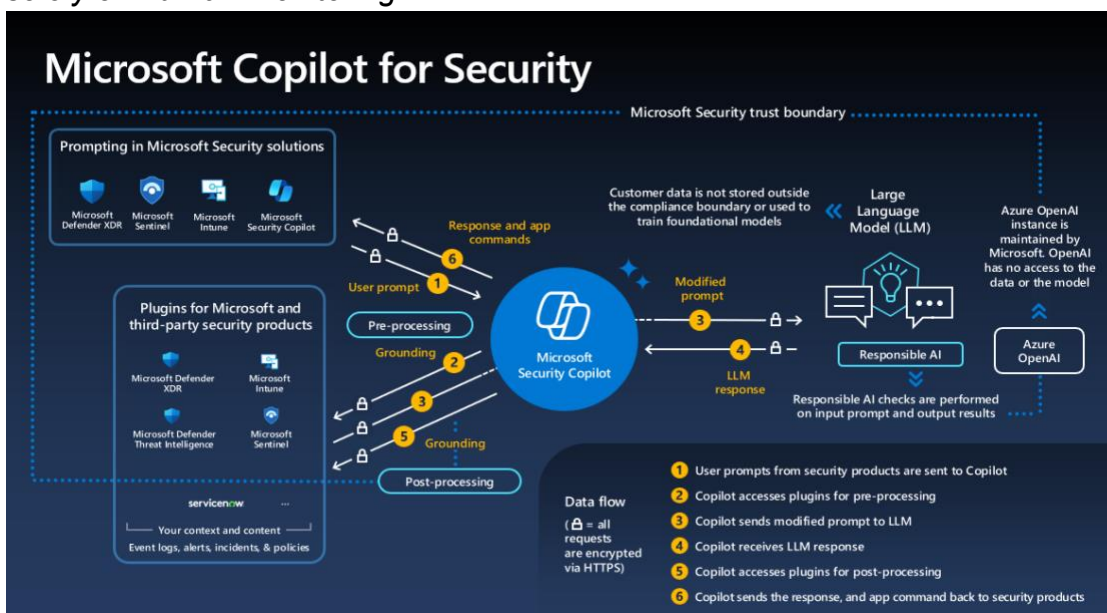 Microsoft Copilot for Security
Microsoft Security trust boundary
Prompting in Microsoft Security solutions
Microsoft
Defender XDR
Microsoft
Sentinel
Microsoft
Intune
Microsoft
Security Copilot
Response and app
commands
6
1
User prompt
Customer data is not stored outside
the compliance boundary or used to
train foundational models
Large
Language
Model (LLM)
Azure OpenAI
instance is
maintained by
Microsoft. OpenAI
has no access to the
data or the model
Plugins for Microsoft and
third-party security products
Microsoft Defender
XDR
Microsoft
Intune
Microsoft Defender
Threat Intelligence
Microsoft
Sentinel
servicenow
...
Your context and content
Event logs, alerts, incidents, & policies
Pre-processing
Grounding
2
3
5
Grounding
Post-processing
Microsoft
Security Copilot
Modified
prompt
3
4
LLM
response
Responsible AI
Azure
OpenAI
Responsible AI checks are performed
on input prompt and output results
Data flow
( = all
requests
are encrypted
via HTTPS)
1 User prompts from security products are sent to Copilot
2 Copilot accesses plugins for pre-processing
3 Copilot sends modified prompt to LLM
4 Copilot receives LLM response
5 Copilot accesses plugins for post-processing
6 Copilot sends the response, and app command back to security products